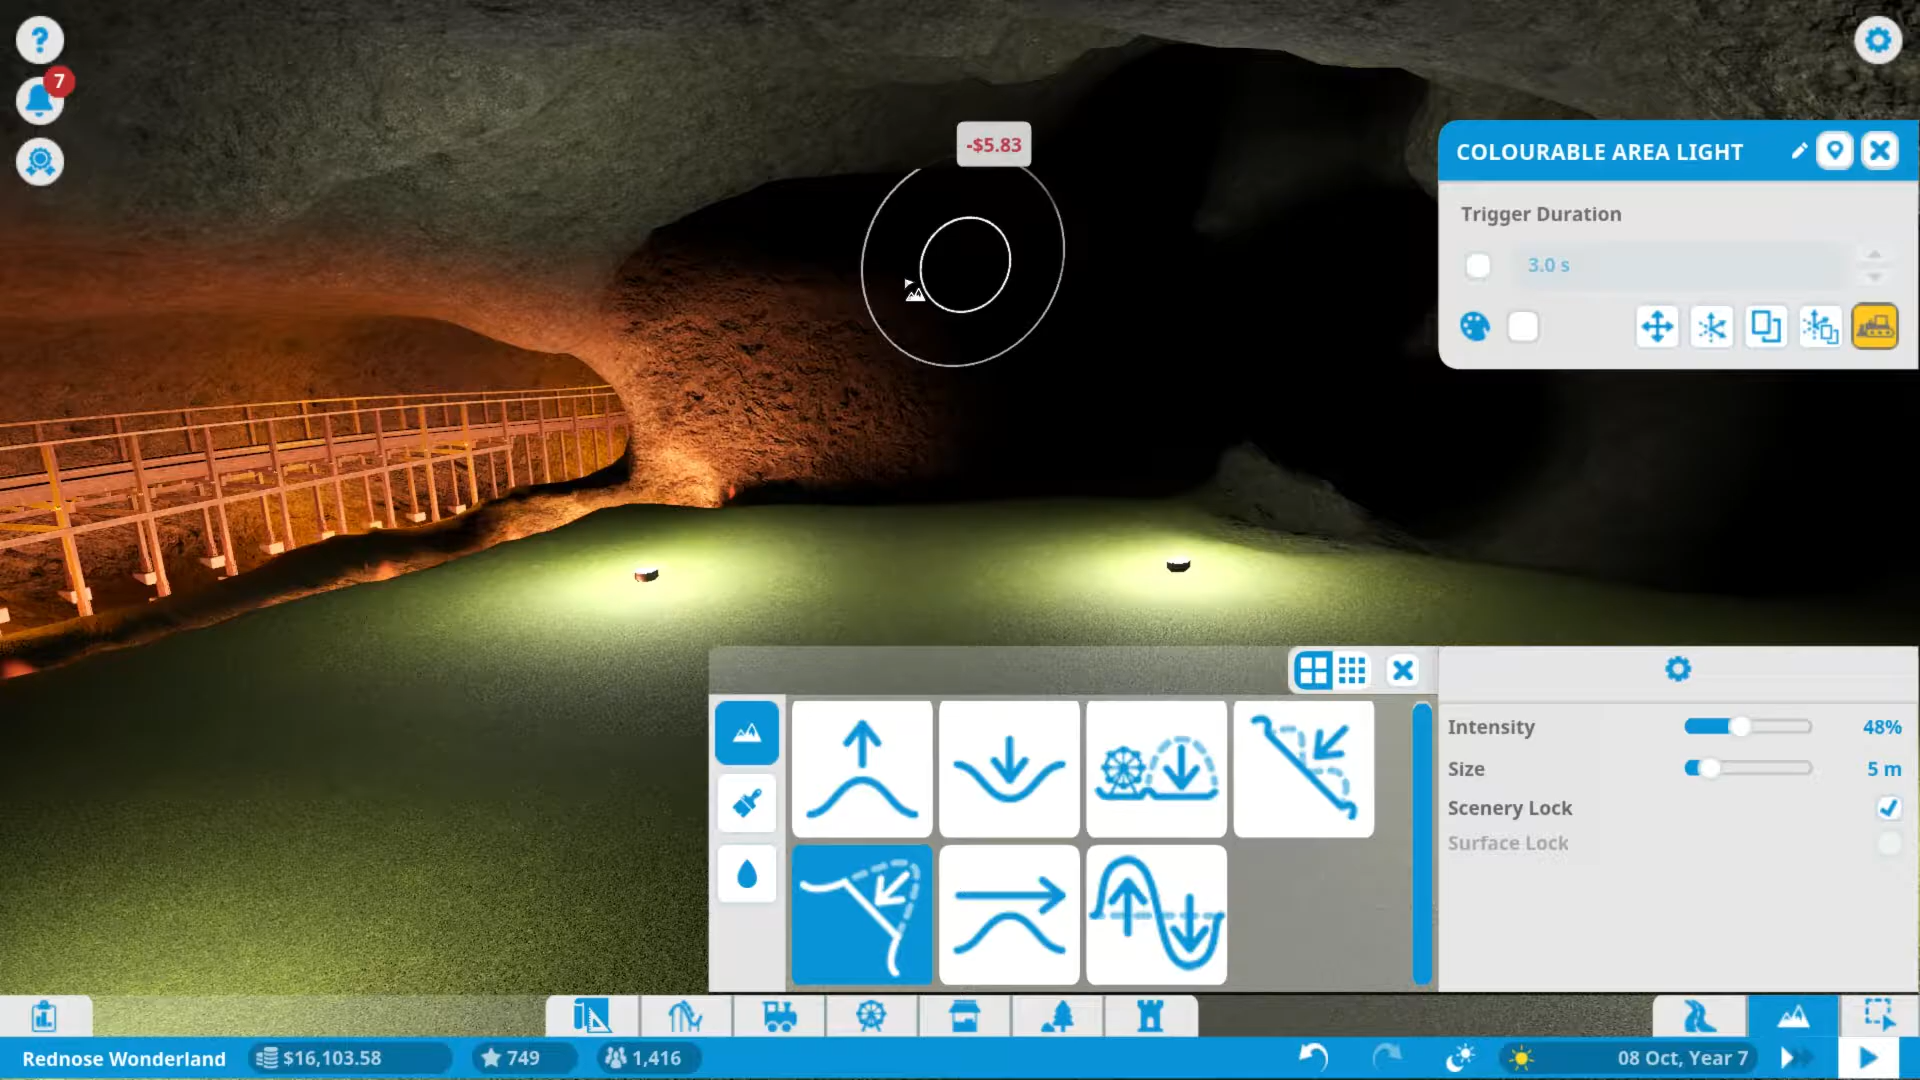 ?
7
-$5.83
COLOURABLE AREA LIGHT
Trigger Duration
3.0 s
Intensity 48%
Size 5 m
Scenery Lock
Surface Lock
Rednose Wonderland $16,103.58 749 1,416 08 Oct, Year 7